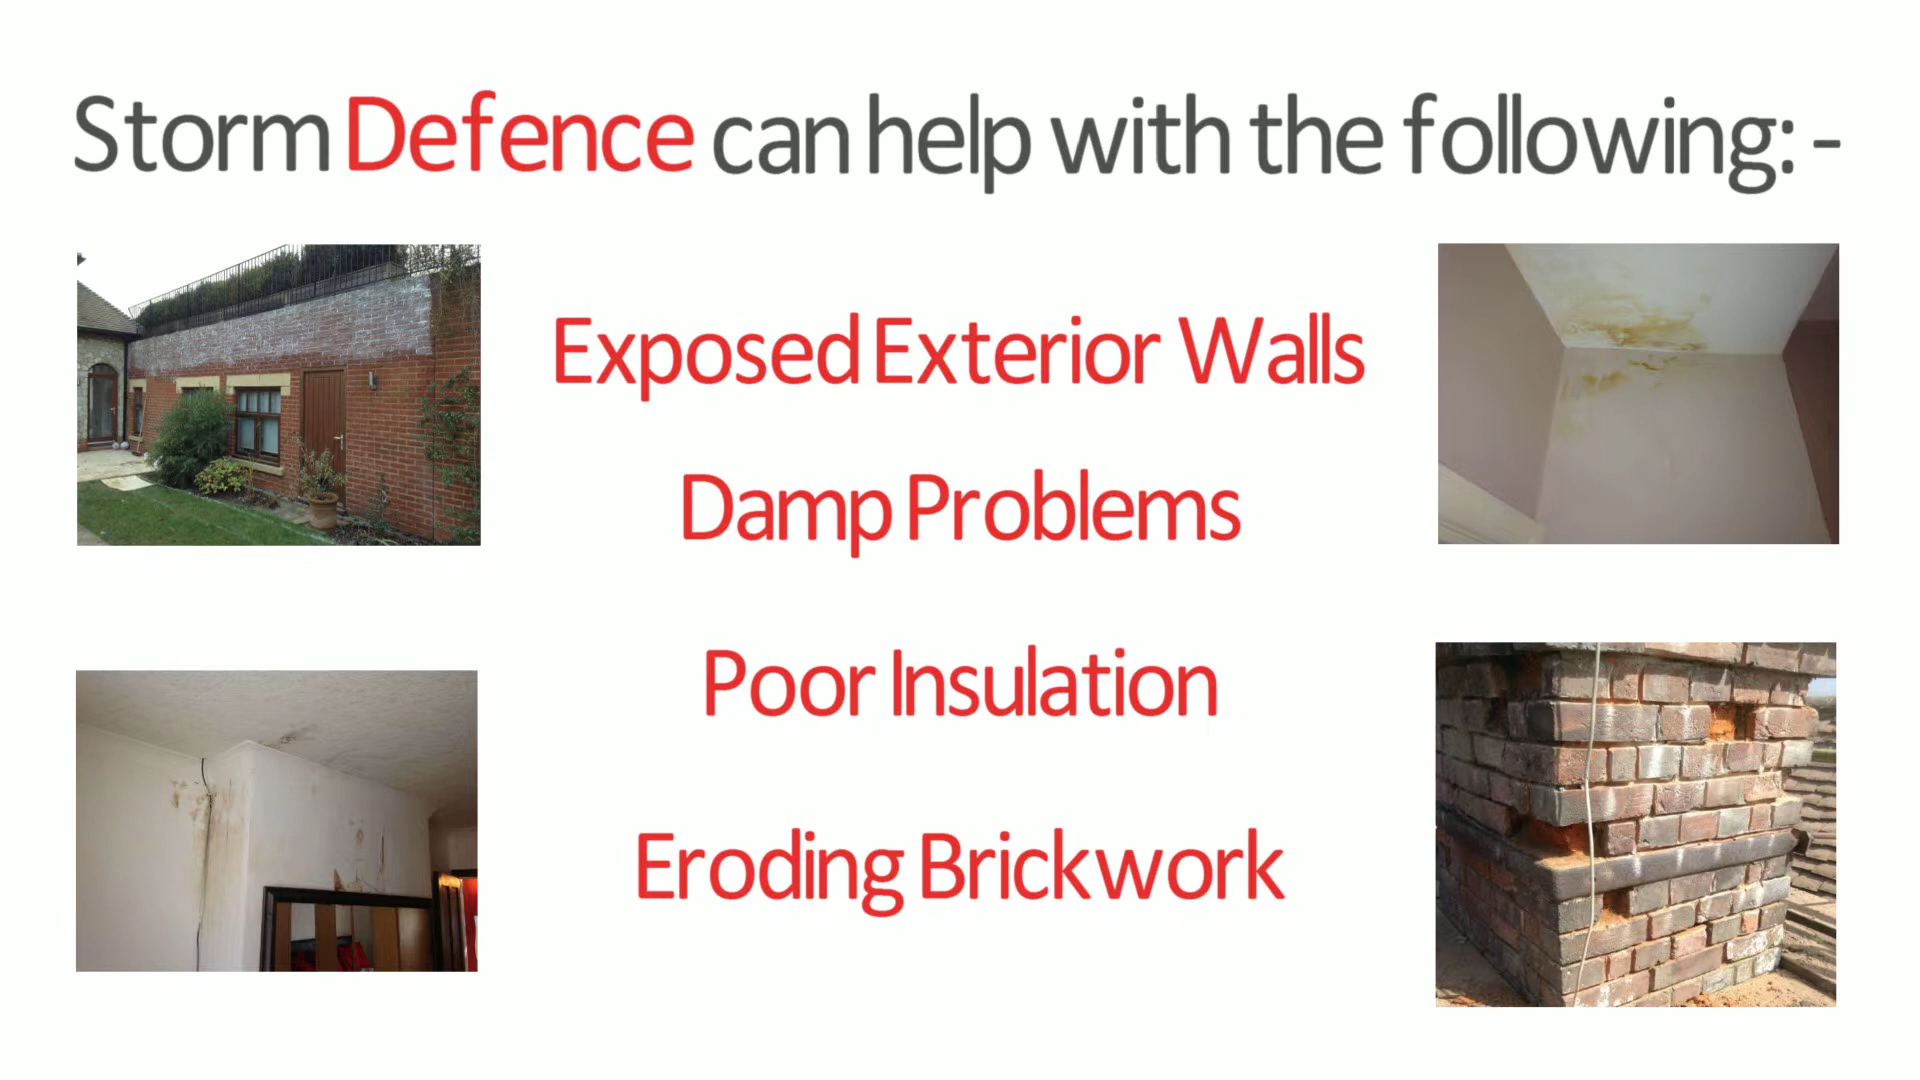 Storm Defence can help with the following: -
Exposed Exterior Walls
Damp Problems
Poor Insulation
Eroding Brickwork